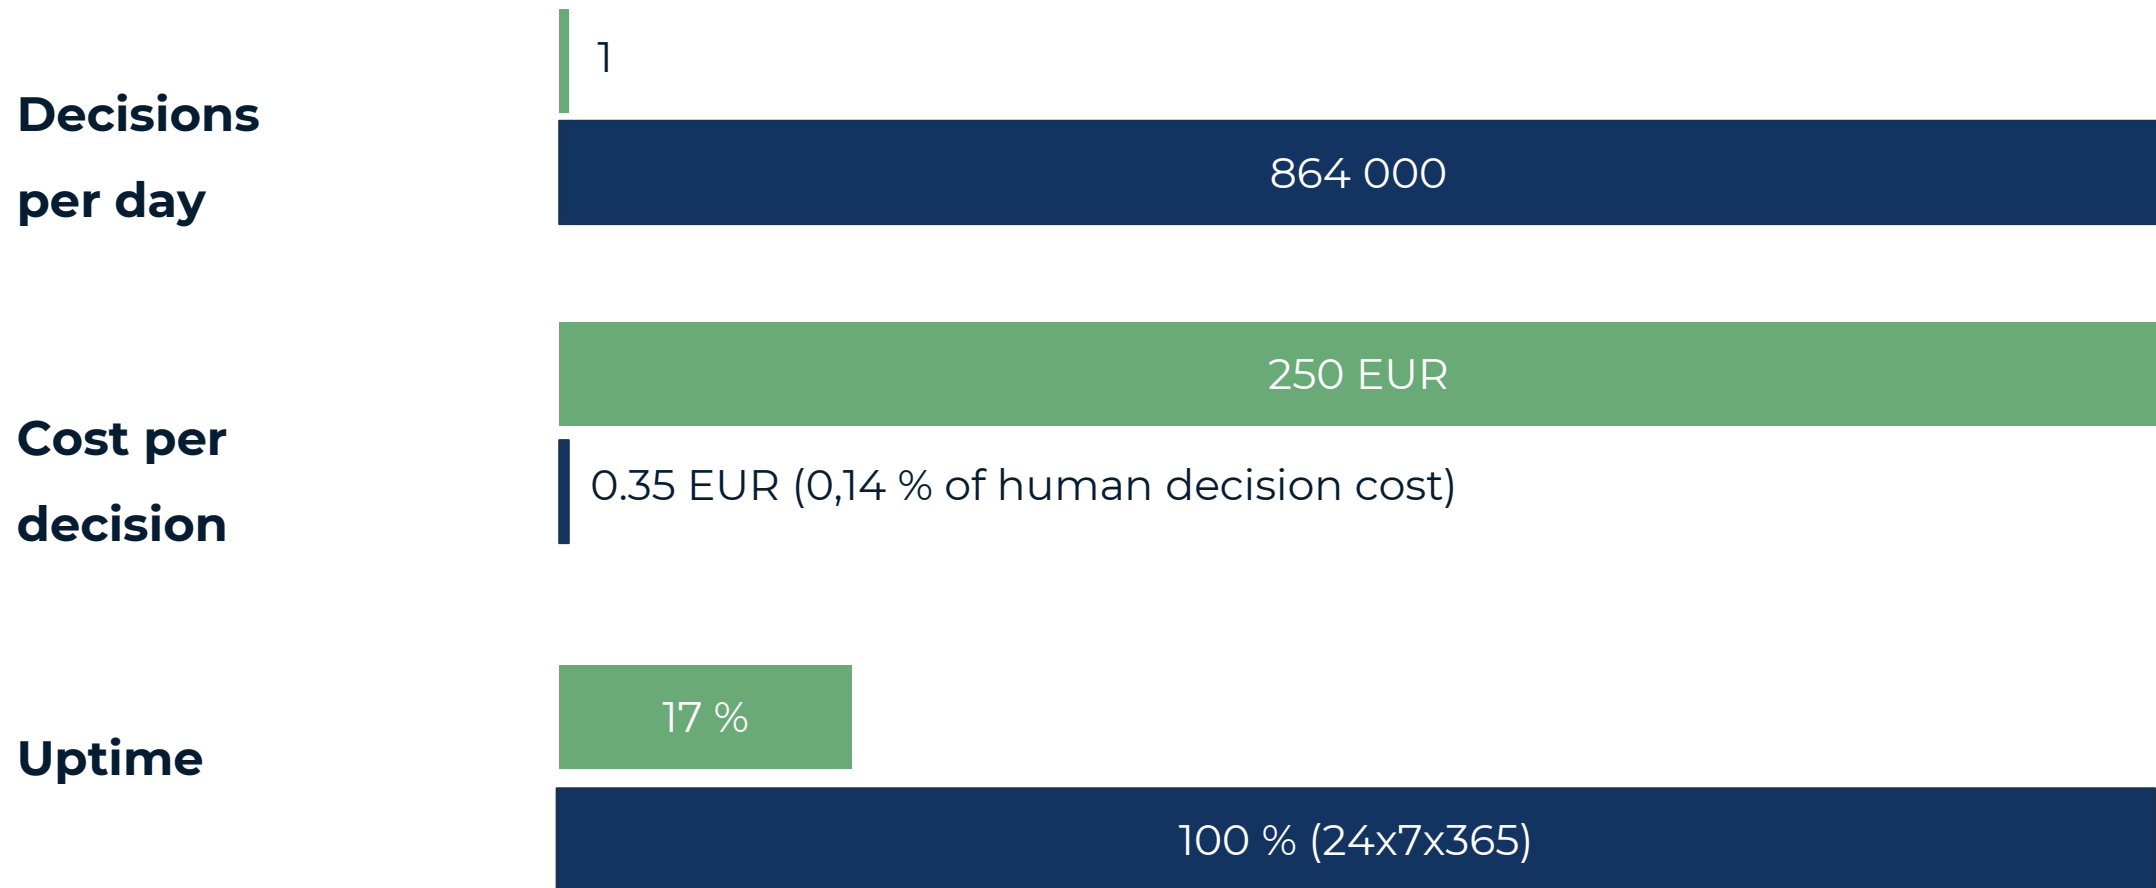 1
Decisions
per day
864 000
250 EUR
Cost per
decision
0.35 EUR (0,14 % of human decision cost)
17 %
Uptime
100 % (24x7x365)